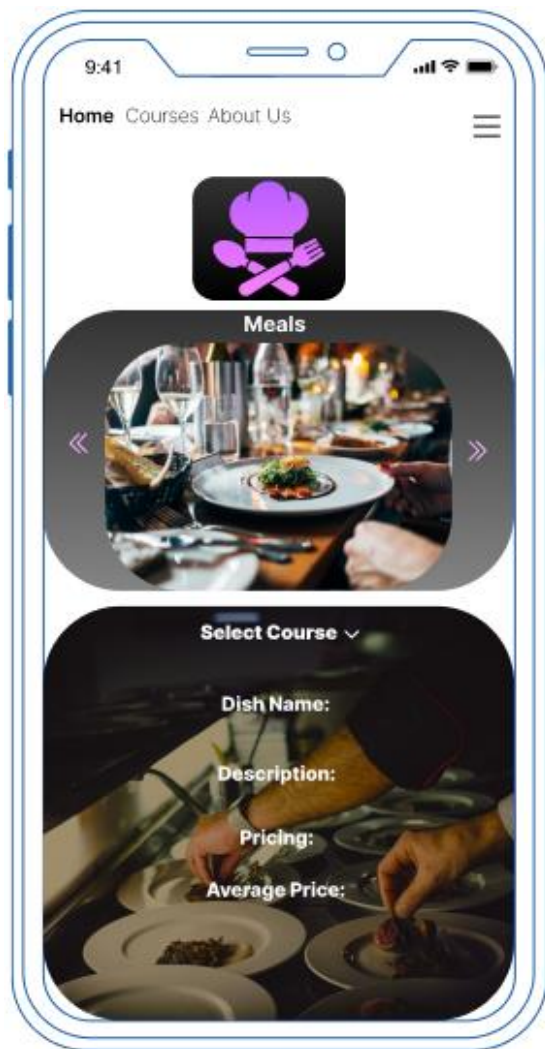 9:41
Home Courses About Us
Meals
Select Course
Dish Name:
Description:
Pricing:
Average Price: